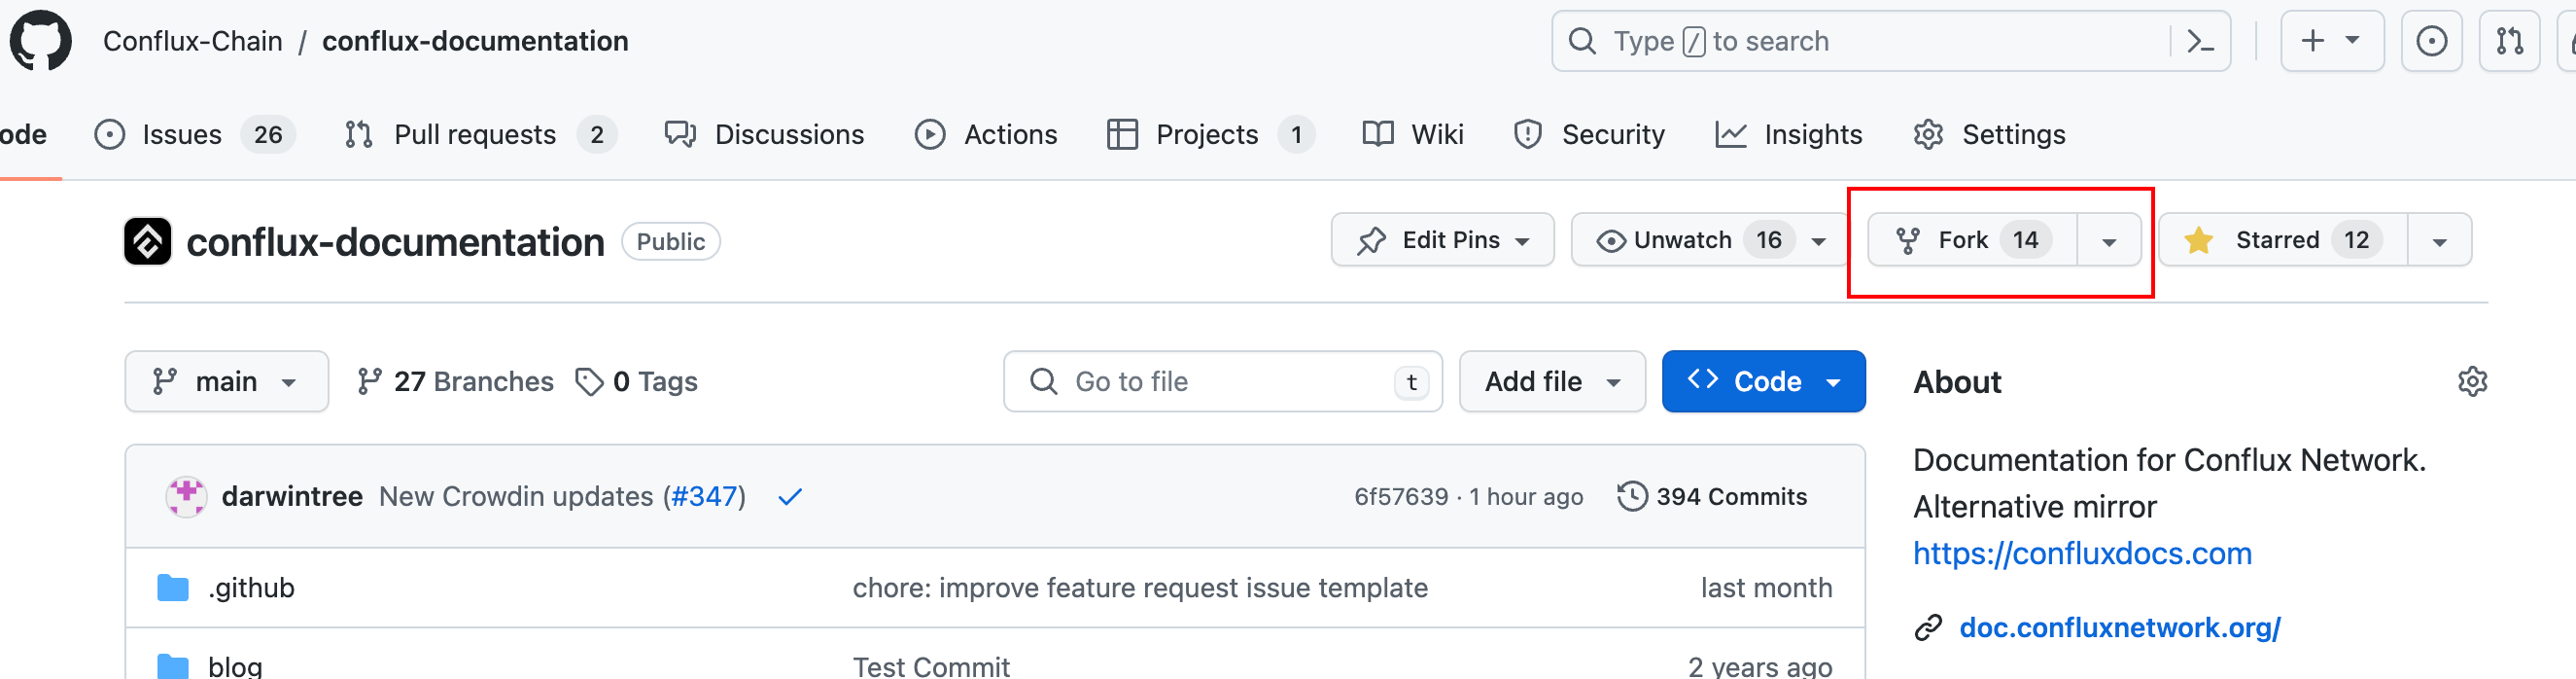 Conflux-Chain / conflux-documentation Type / to search
ode Issues 26 Pull requests 2 Discussions Actions Projects 1 Wiki Security Insights Settings
conflux-documentation Public Edit Pins Unwatch 16 Fork 14 Starred 12
main 27 Branches 0 Tags Go to file t Add file Code About
Documentation for Conflux Network.
Alternative mirror
https://confluxdocs.com
doc.confluxnetwork.org/
darwintree New Crowdin updates (#347) 6f57639 · 1 hour ago 394 Commits
.github chore: improve feature request issue template last month
blog Test Commit 2 years ago